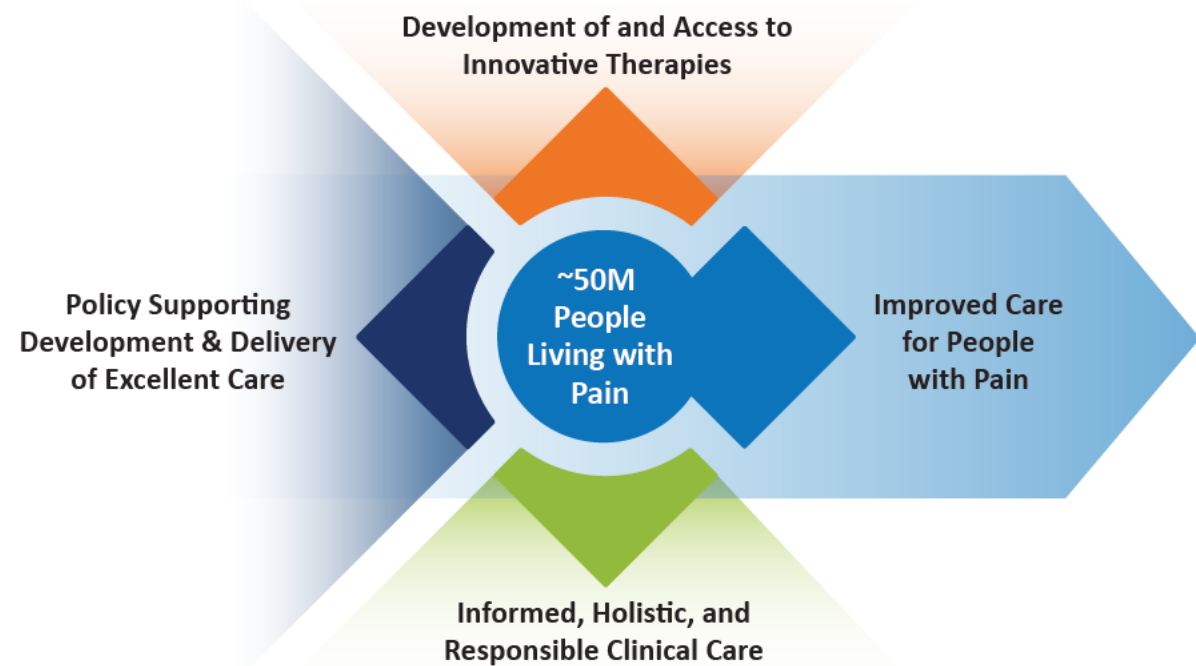 Development of and Access to
Innovative Therapies
Policy Supporting
Development & Delivery
of Excellent Care
~50M
People
Living with
Pain
Improved Care
for People
with Pain
Informed, Holistic, and
Responsible Clinical Care